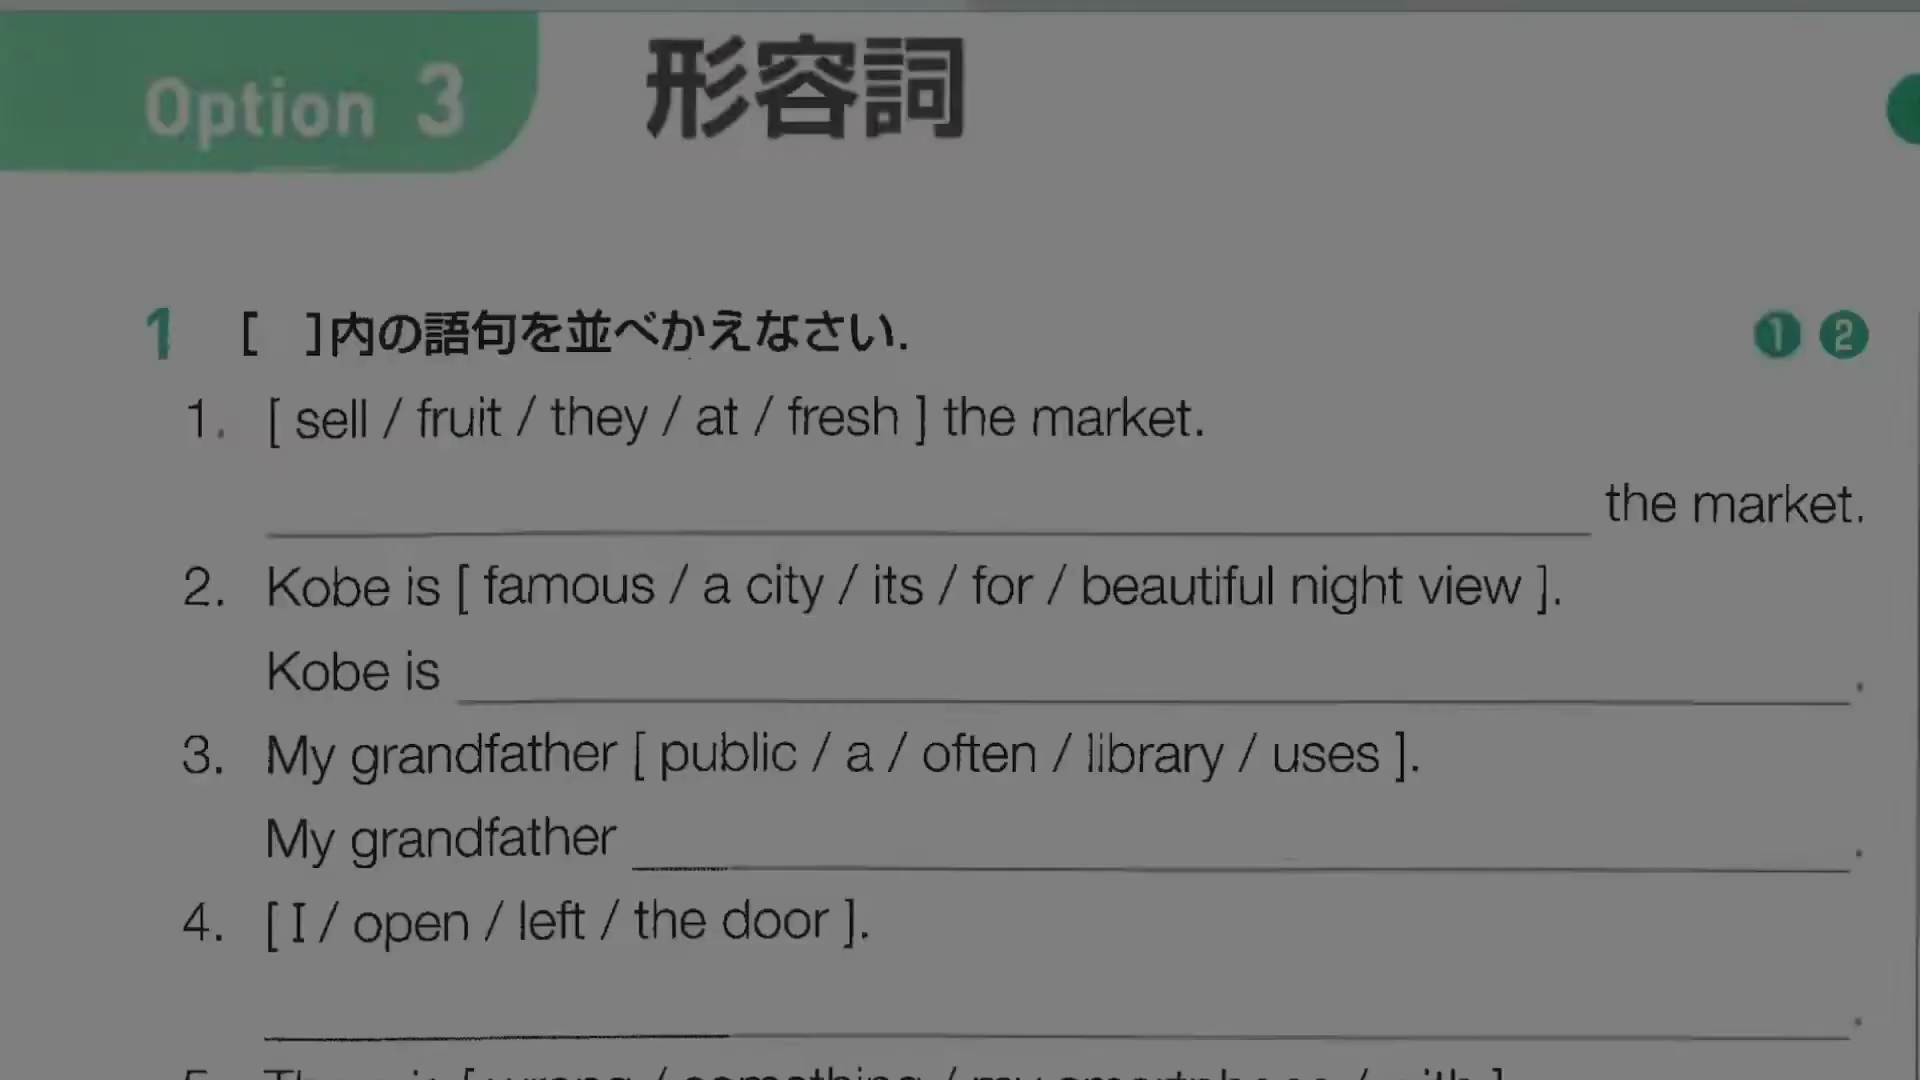 Option 3 形容詞
1 [ ]内の語句を並べかえなさい. 1 2
1. [ sell / fruit / they / at / fresh ] the market.
the market.
2. Kobe is [ famous / a city / its / for / beautiful night view ].
Kobe is .
3. My grandfather [ public / a / often / library / uses ].
My grandfather .
4. [ I / open / left / the door ].
.